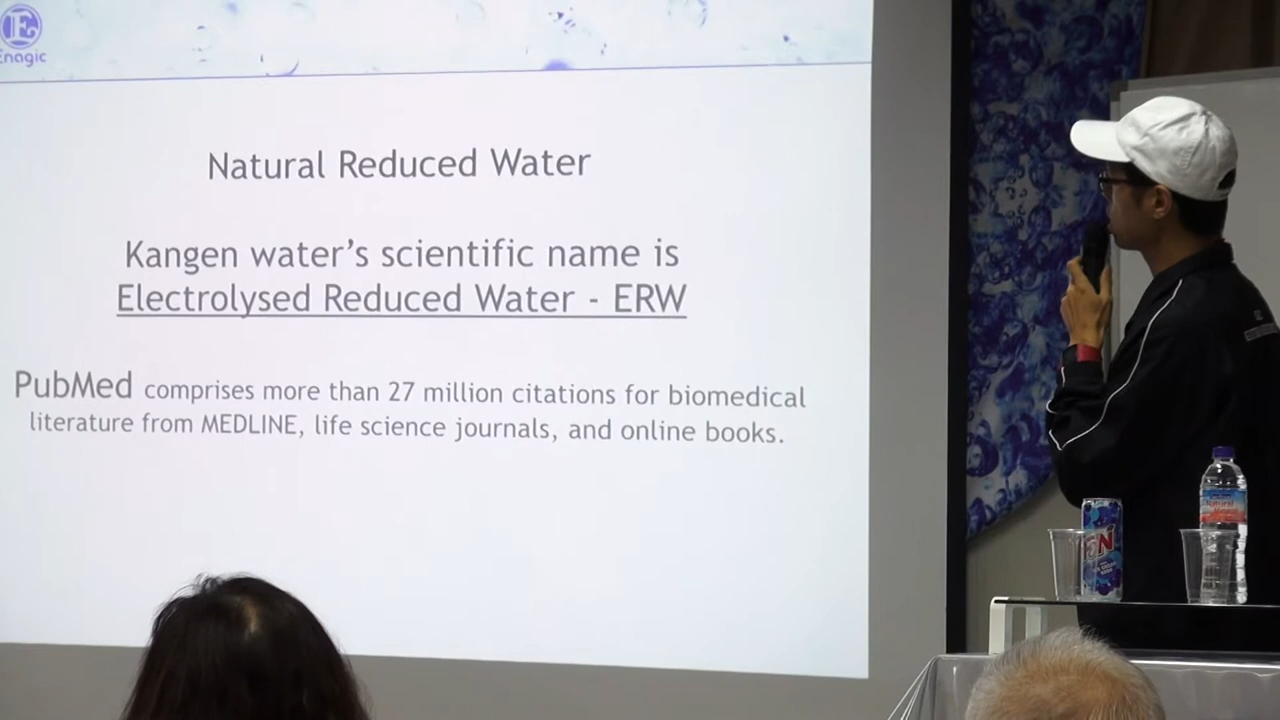 Enagic
Natural Reduced Water
Kangen water's scientific name is
Electrolysed Reduced Water - ERW
PubMed comprises more than 27 million citations for biomedical
literature from MEDLINE, life science journals, and online books.
F&N
Natural